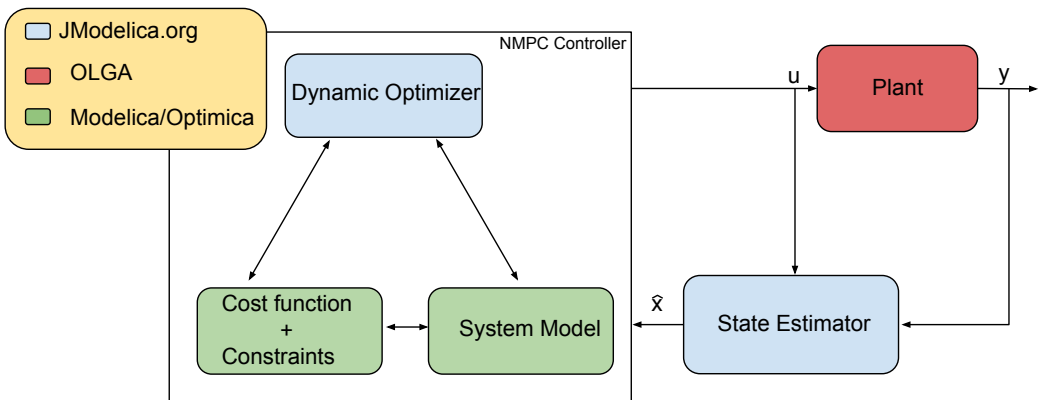 JModelica.org
OLGA
Modelica/Optimica
NMPC Controller
Dynamic Optimizer
u
Plant
y
Cost function
+
Constraints
System Model
x̂
State Estimator